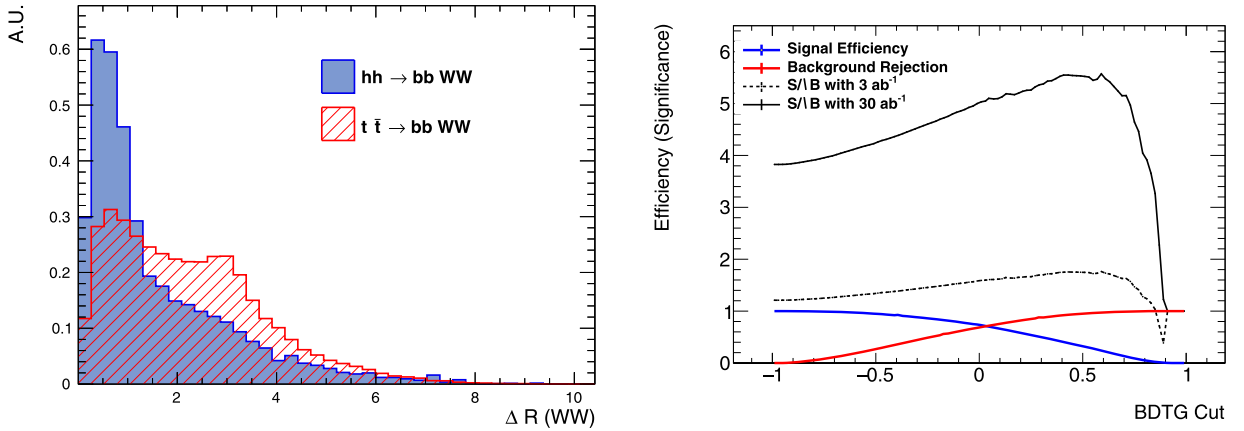 A.U.
0.6
0.5
0.4
0.3
0.2
0.1
0
2
4
6
8
10
Δ R (WW)
hh → bb WW
t t̄ → bb WW
Efficiency (Significance)
6
5
4
3
2
1
0
−1
−0.5
0
0.5
1
BDTG Cut
Signal Efficiency
Background Rejection
S/\ B with 3 ab⁻¹
S/\ B with 30 ab⁻¹